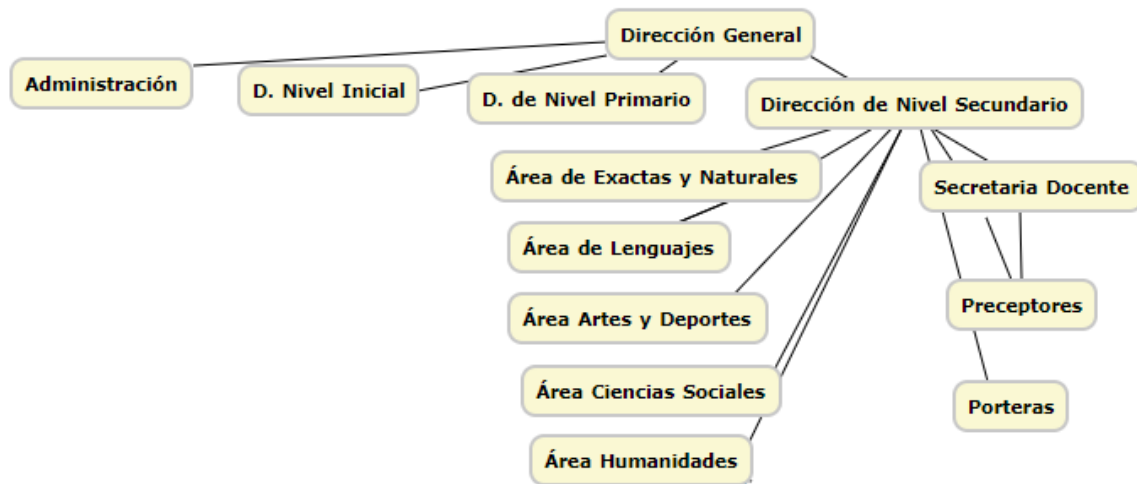 Dirección General
Administración
D. Nivel Inicial
D. de Nivel Primario
Dirección de Nivel Secundario
Área de Exactas y Naturales
Secretaria Docente
Área de Lenguajes
Área Artes y Deportes
Preceptores
Área Ciencias Sociales
Porteras
Área Humanidades